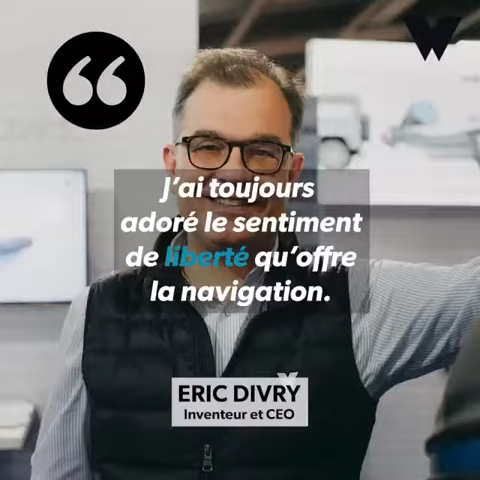 W
“
J’ai toujours
adoré le sentiment
de liberté qu’offre
la navigation.
ERIC DIVRY
Inventeur et CEO